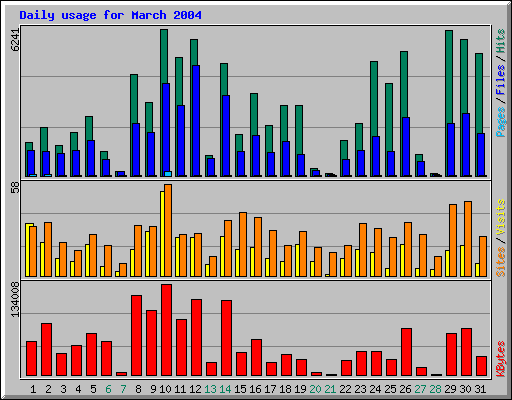 Daily usage for March 2004
6241
Pages / Files / Hits
58
Sites / Visits
134008
KBytes
1 2 3 4 5 6 7 8 9 10 11 12 13 14 15 16 17 18 19 20 21 22 23 24 25 26 27 28 29 30 31